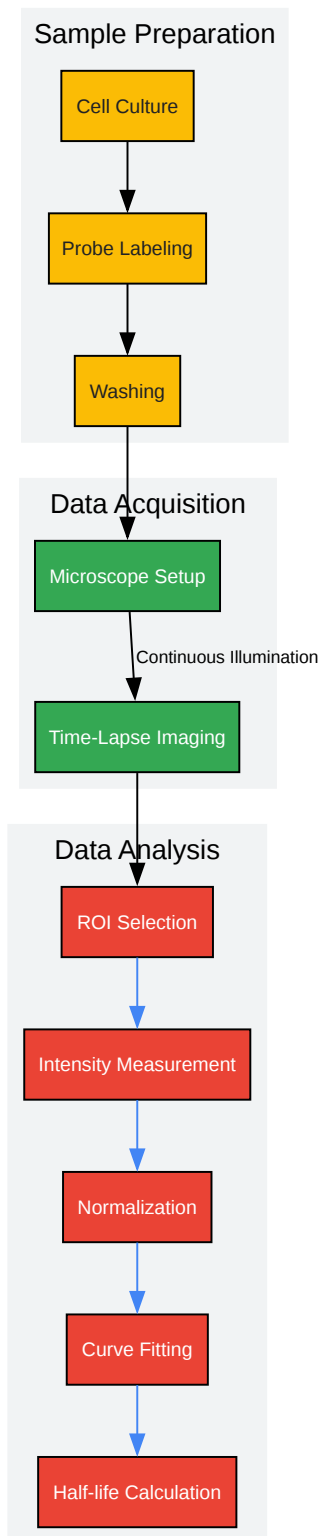 Sample Preparation
Cell Culture
Probe Labeling
Washing
Data Acquisition
Microscope Setup
Continuous Illumination
Time-Lapse Imaging
Data Analysis
ROI Selection
Intensity Measurement
Normalization
Curve Fitting
Half-life Calculation